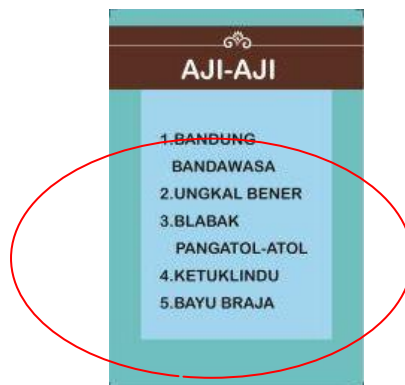 AJI-AJI
1.BANDUNG
BANDAWASA
2.UNGKAL BENER
3.BLABAK
PANGATOL-ATOL
4.KETUKLINDU
5.BAYU BRAJA